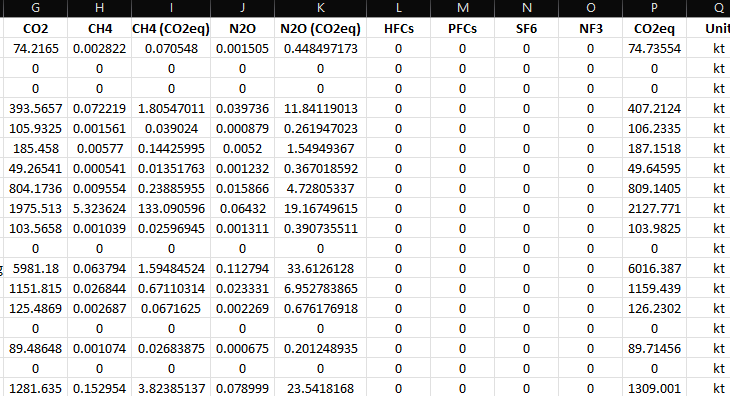 G H I J K L M N O P Q
CO2 CH4 CH4 (CO2eq) N2O N2O (CO2eq) HFCs PFCs SF6 NF3 CO2eq Unit
74.2165 0.002822 0.070548 0.001505 0.448497173 0 0 0 0 74.73554 kt
0 0 0 0 0 0 0 0 0 0 kt
0 0 0 0 0 0 0 0 0 0 kt
393.5657 0.072219 1.80547011 0.039736 11.84119013 0 0 0 0 407.2124 kt
105.9325 0.001561 0.039024 0.000879 0.261947023 0 0 0 0 106.2335 kt
185.458 0.00577 0.14425995 0.0052 1.54949367 0 0 0 0 187.1518 kt
49.26541 0.000541 0.01351763 0.001232 0.367018592 0 0 0 0 49.64595 kt
804.1736 0.009554 0.23885955 0.015866 4.72805337 0 0 0 0 809.1405 kt
1975.513 5.323624 133.090596 0.06432 19.16749615 0 0 0 0 2127.771 kt
103.5658 0.001039 0.02596945 0.001311 0.390735511 0 0 0 0 103.9825 kt
0 0 0 0 0 0 0 0 0 0 kt
5981.18 0.063794 1.59484524 0.112794 33.6126128 0 0 0 0 6016.387 kt
1151.815 0.026844 0.67110314 0.023331 6.952783865 0 0 0 0 1159.439 kt
125.4869 0.002687 0.0671625 0.002269 0.676176918 0 0 0 0 126.2302 kt
0 0 0 0 0 0 0 0 0 0 kt
89.48648 0.001074 0.02683875 0.000675 0.201248935 0 0 0 0 89.71456 kt
0 0 0 0 0 0 0 0 0 0 kt
1281.635 0.152954 3.82385137 0.078999 23.5418168 0 0 0 0 1309.001 kt